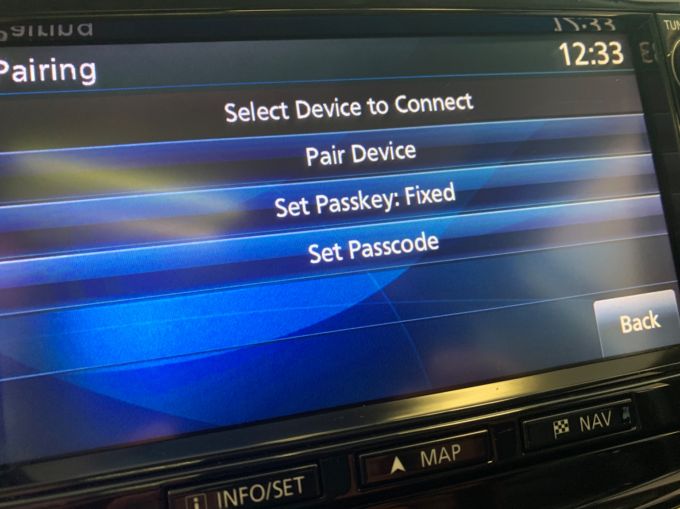 Pairing
12:33
Select Device to Connect
Pair Device
Set Passkey: Fixed
Set Passcode
Back
NAV
MAP
INFO/SET
TUN